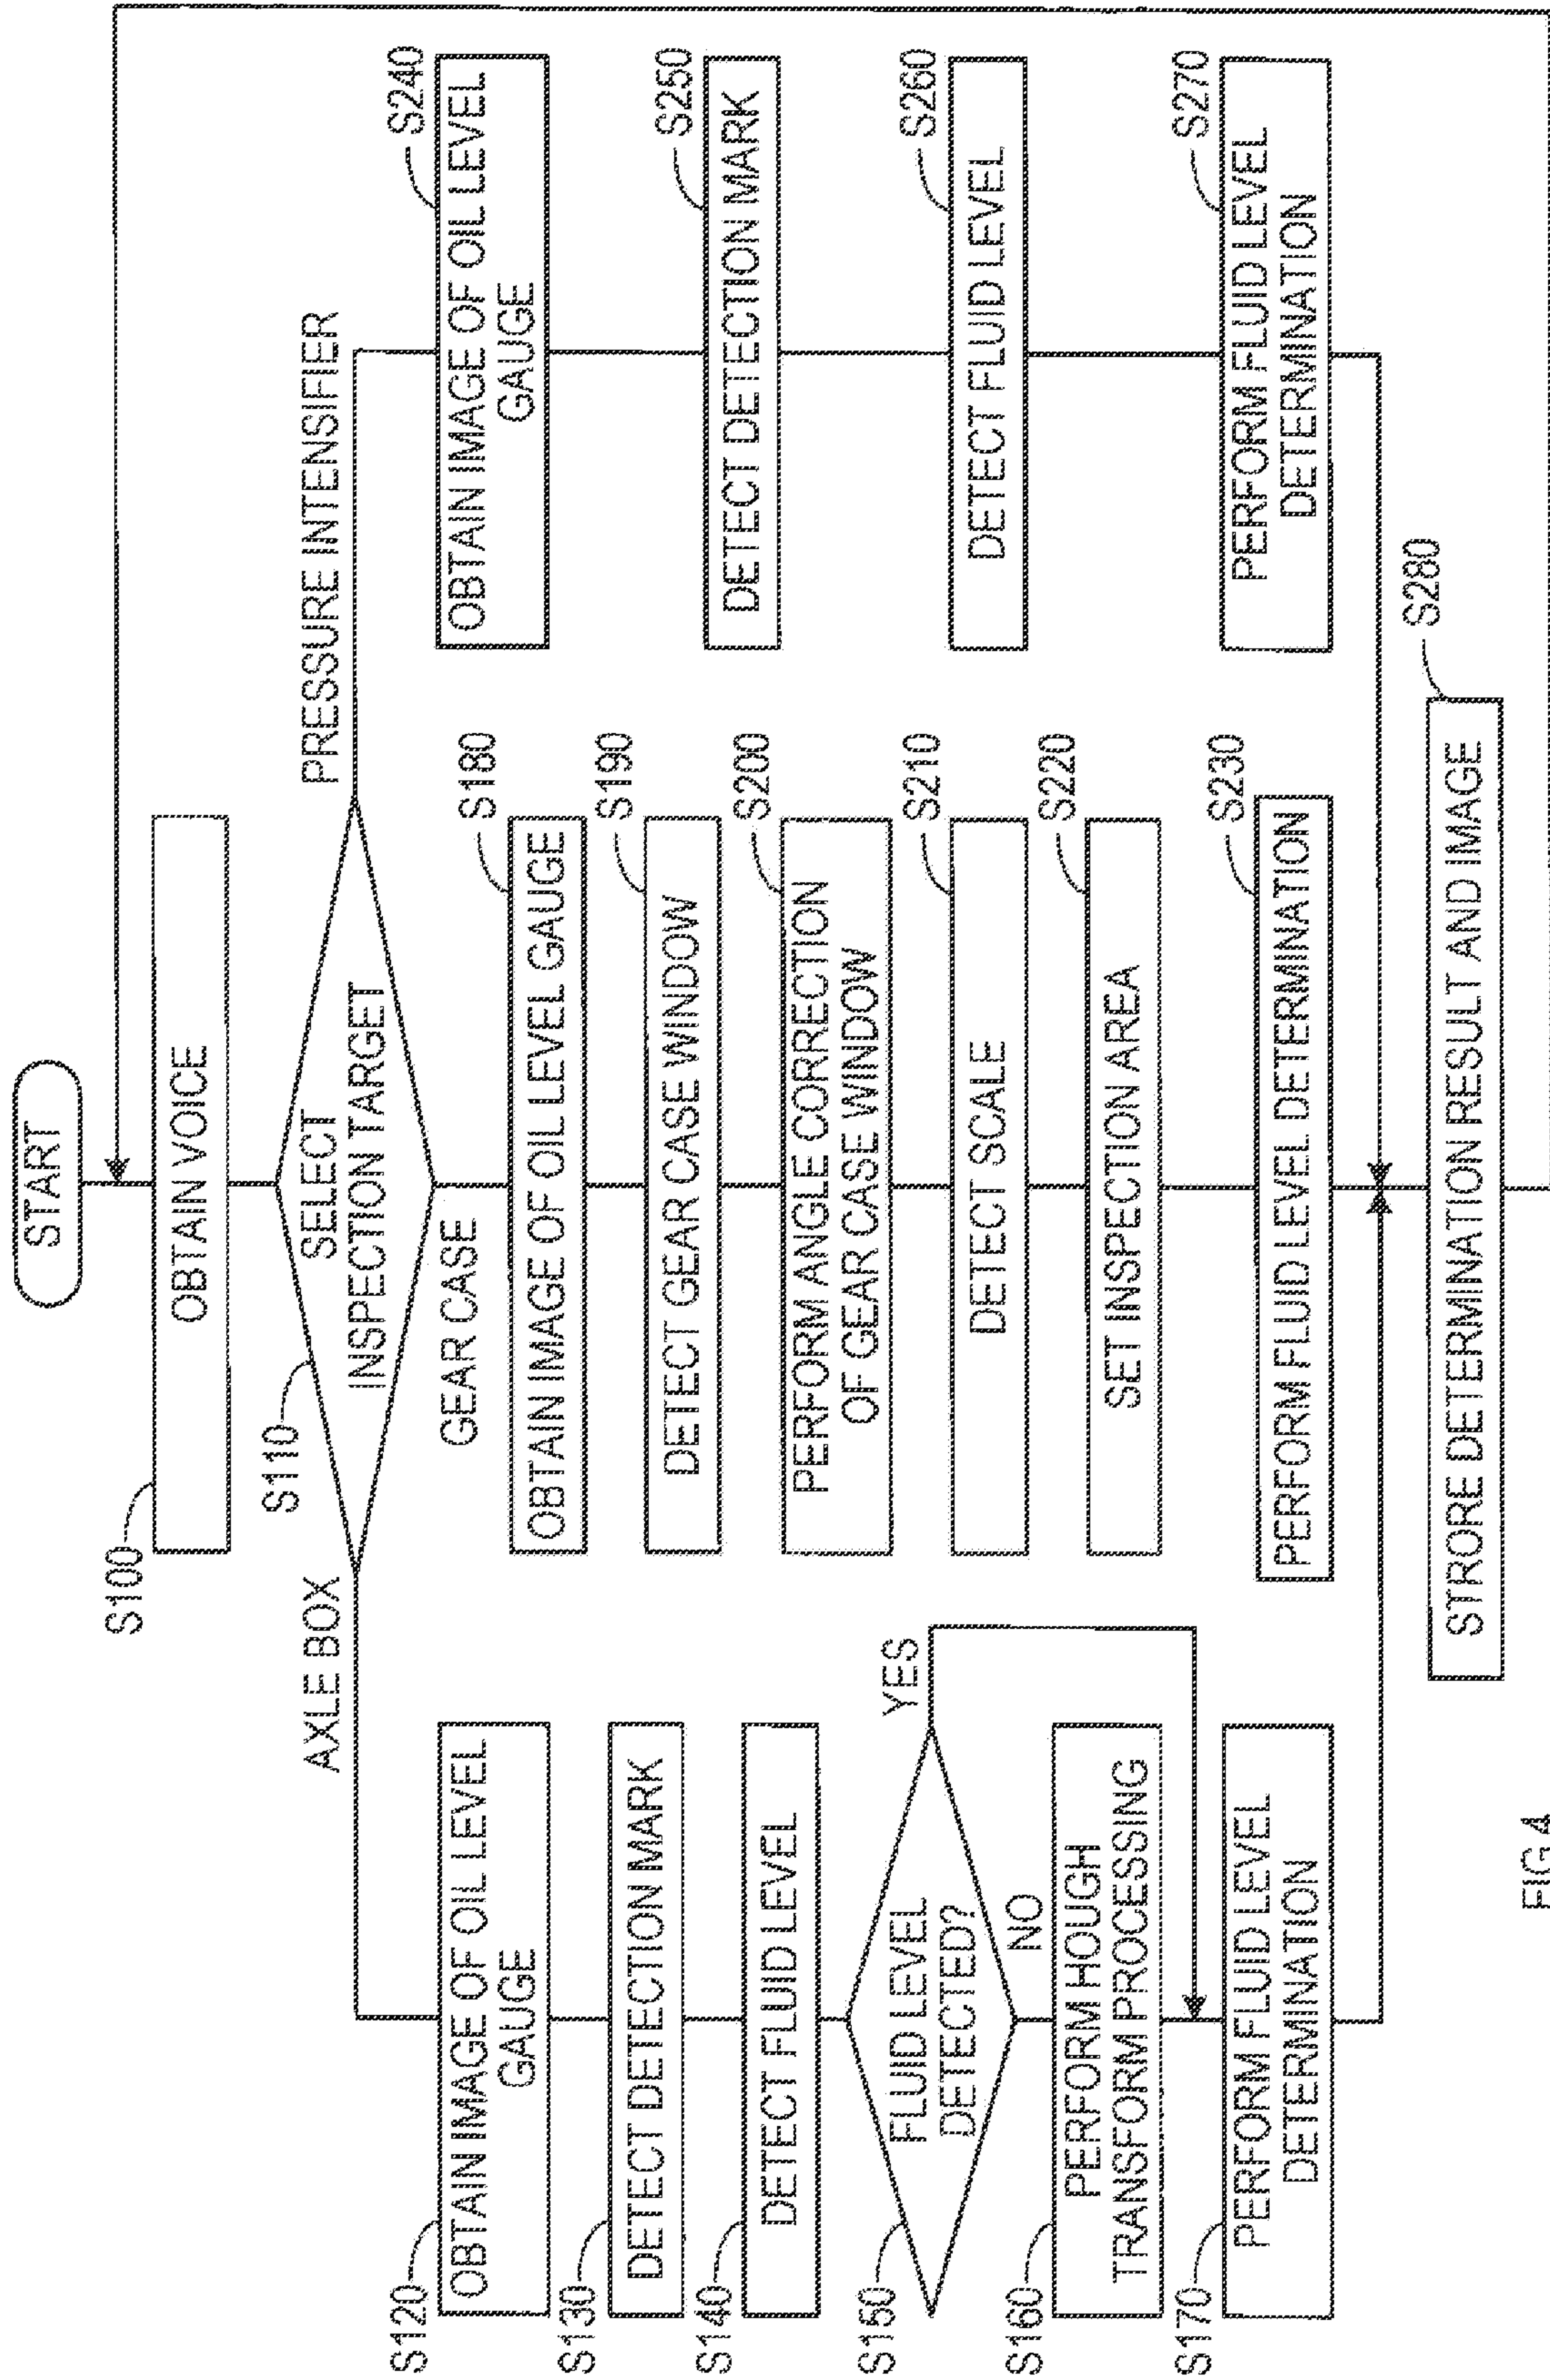 START
S100
OBTAIN VOICE
S110
SELECT
INSPECTION TARGET
AXLE BOX
GEAR CASE
PRESSURE INTENSIFIER
S120
OBTAIN IMAGE OF OIL LEVEL
GAUGE
S130
DETECT DETECTION MARK
S140
DETECT FLUID LEVEL
S150
FLUID LEVEL
DETECTED?
YES
NO
S160
PERFORM HOUGH
TRANSFORM PROCESSING
S170
PERFORM FLUID LEVEL
DETERMINATION
S180
OBTAIN IMAGE OF OIL LEVEL GAUGE
S190
DETECT GEAR CASE WINDOW
S200
PERFORM ANGLE CORRECTION
OF GEAR CASE WINDOW
S210
DETECT SCALE
S220
SET INSPECTION AREA
S230
PERFORM FLUID LEVEL DETERMINATION
S240
OBTAIN IMAGE OF OIL LEVEL
GAUGE
S250
DETECT DETECTION MARK
S260
DETECT FLUID LEVEL
S270
PERFORM FLUID LEVEL
DETERMINATION
S280
STRORE DETERMINATION RESULT AND IMAGE
FIG.4